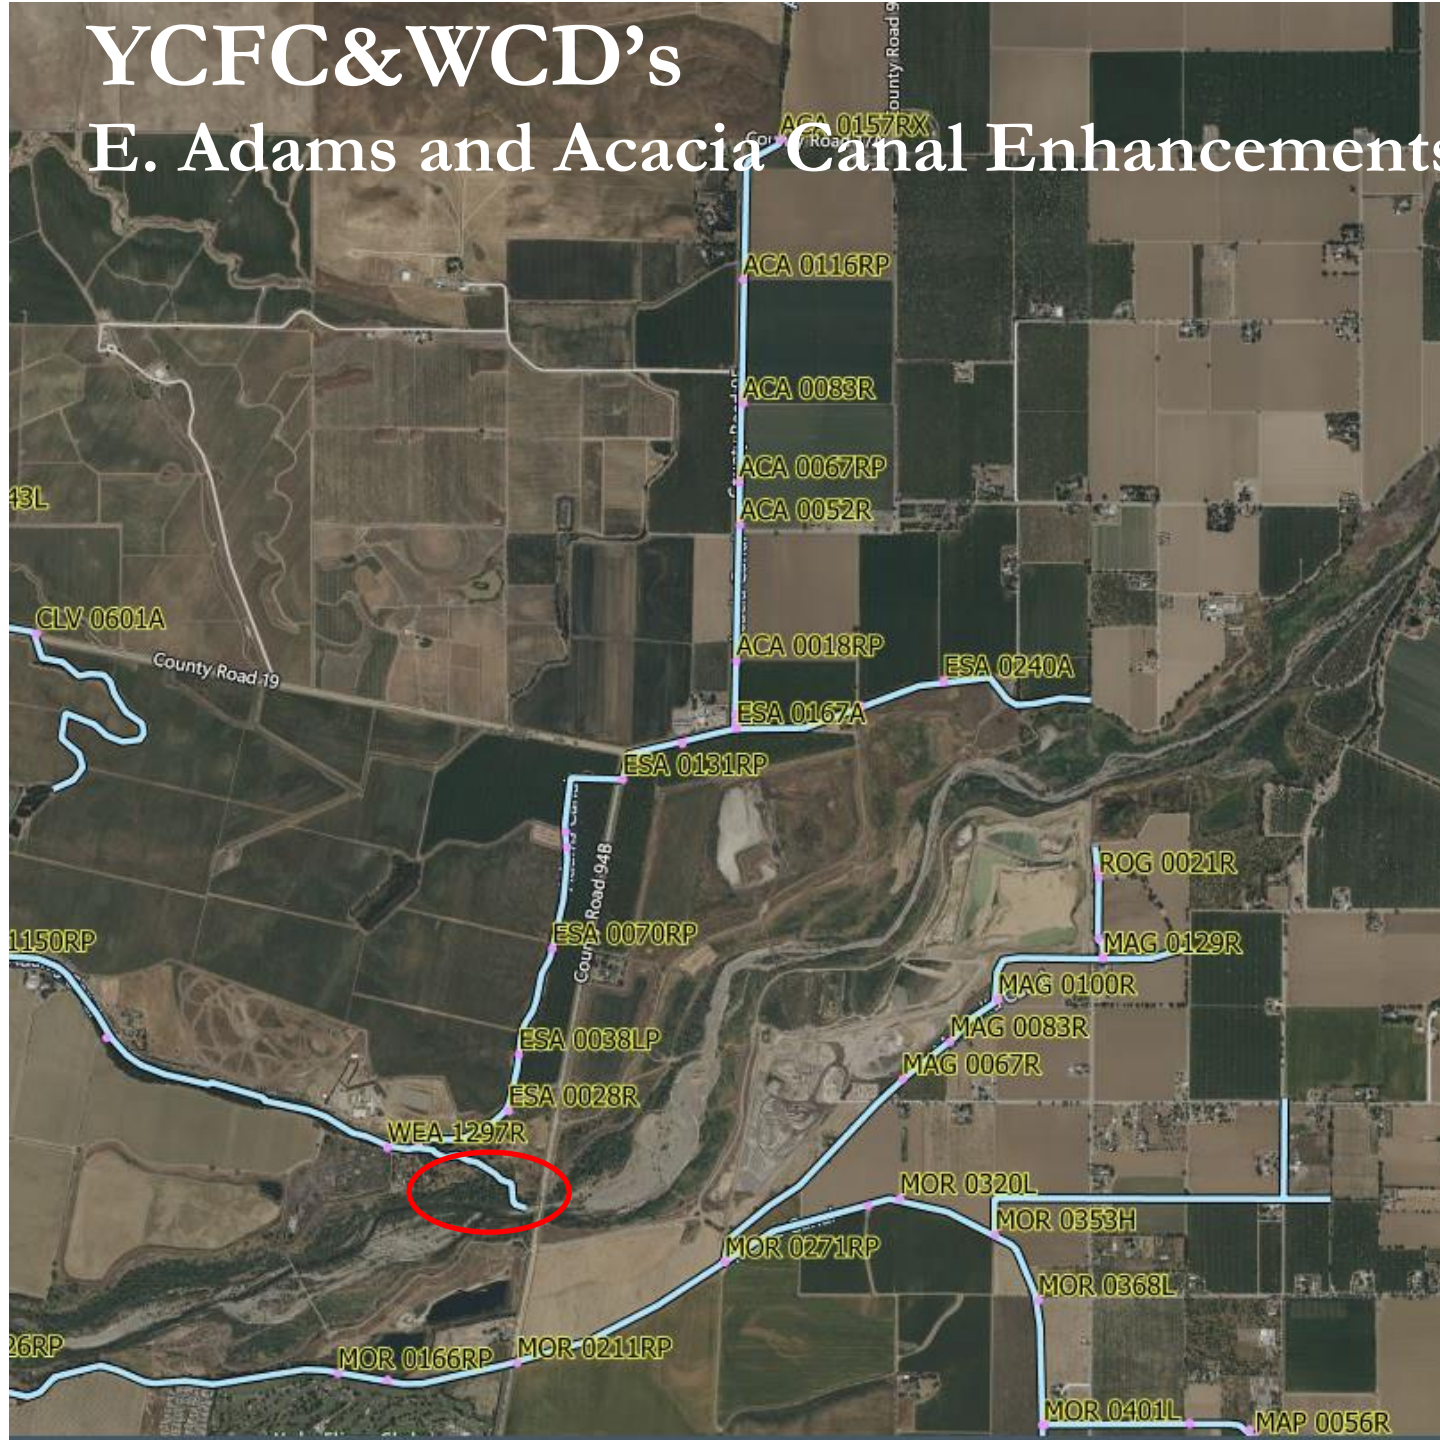 YCFC&WCD's
E. Adams and Acacia Canal Enhancements
ACA 0157RX
County Road 9
ACA 0116RP
ACA 0083R
ACA 0067RP
ACA 0052R
43L
CLV 0601A
County Road 19
ACA 0018RP
ESA 0240A
ESA 0167A
ESA 0131RP
County Road 94B
ROG 0021R
ESA 0070RP
1150RP
MAG 0129R
MAG 0100R
MAG 0083R
ESA 0038LP
MAG 0067R
ESA 0028R
WEA 1297R
MOR 0320L
MOR 0353H
MOR 0271RP
MOR 0368L
26RP
MOR 0166RP
MOR 0211RP
MOR 0401L
MAP 0056R